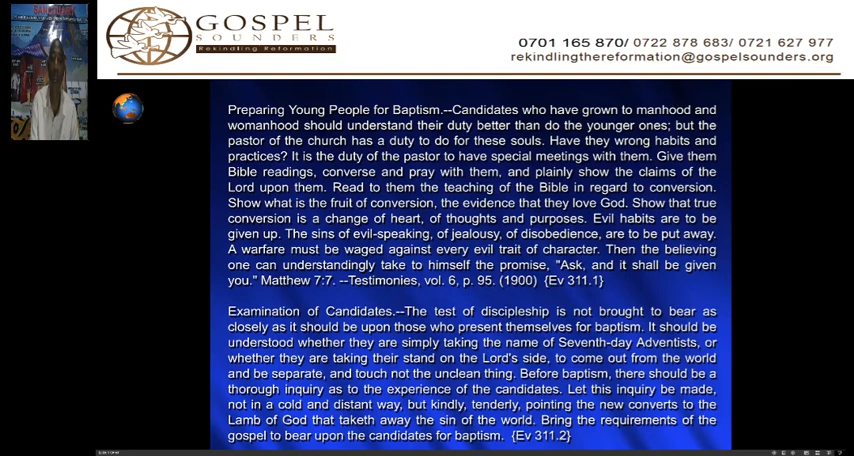 GOSPEL
SOUNDERS
Rekindling Reformation
0701 165 870/ 0722 878 683/ 0721 627 977
rekindlingthereformation@gospelsounders.org
Preparing Young People for Baptism.--Candidates who have grown to manhood and
womanhood should understand their duty better than do the younger ones; but the
pastor of the church has a duty to do for these souls. Have they wrong habits and
practices? It is the duty of the pastor to have special meetings with them. Give them
Bible readings, converse and pray with them, and plainly show the claims of the
Lord upon them. Read to them the teaching of the Bible in regard to conversion.
Show what is the fruit of conversion, the evidence that they love God. Show that true
conversion is a change of heart, of thoughts and purposes. Evil habits are to be
given up. The sins of evil-speaking, of jealousy, of disobedience, are to be put away.
A warfare must be waged against every evil trait of character. Then the believing
one can understandingly take to himself the promise, "Ask, and it shall be given
you." Matthew 7:7. --Testimonies, vol. 6, p. 95. (1900) {Ev 311.1}
Examination of Candidates.--The test of discipleship is not brought to bear as
closely as it should be upon those who present themselves for baptism. It should be
understood whether they are simply taking the name of Seventh-day Adventists, or
whether they are taking their stand on the Lord's side, to come out from the world
and be separate, and touch not the unclean thing. Before baptism, there should be a
thorough inquiry as to the experience of the candidates. Let this inquiry be made,
not in a cold and distant way, but kindly, tenderly, pointing the new converts to the
Lamb of God that taketh away the sin of the world. Bring the requirements of the
gospel to bear upon the candidates for baptism. {Ev 311.2}